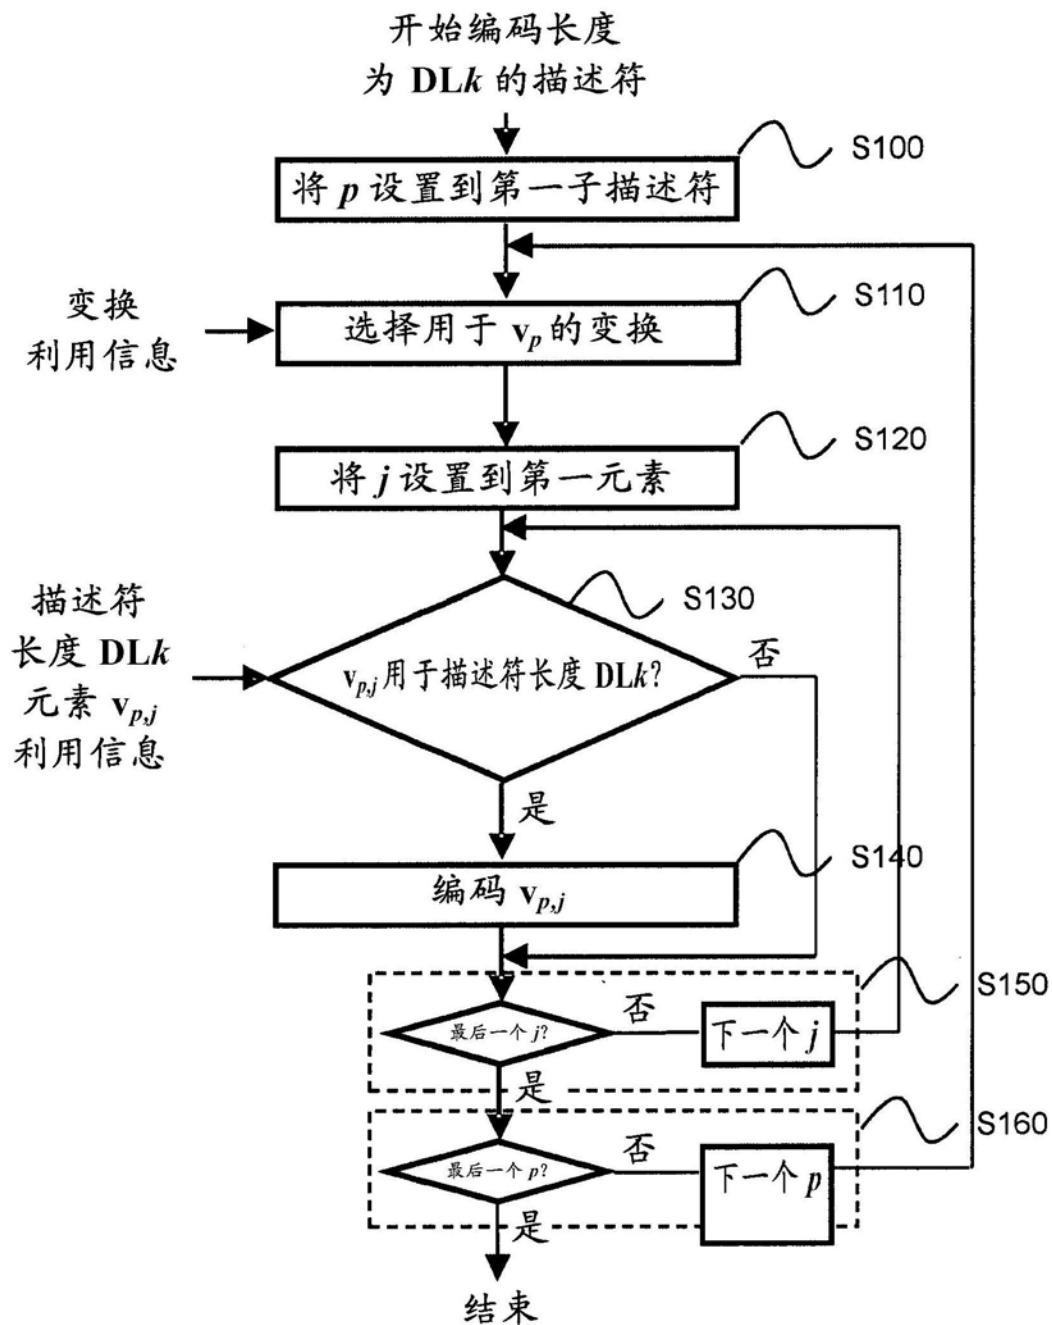 开始编码长度
为 DLk 的描述符
S100
将 p 设置到第一子描述符
变换
利用信息
S110
选择用于 vp 的变换
S120
将 j 设置到第一元素
描述符
长度 DLk
元素 vp,j
利用信息
S130
vp,j 用于描述符长度 DLk?
否
是
S140
编码 vp,j
S150
最后一个 j?
否
下一个 j
是
S160
最后一个 p?
否
下一个 p
是
结束